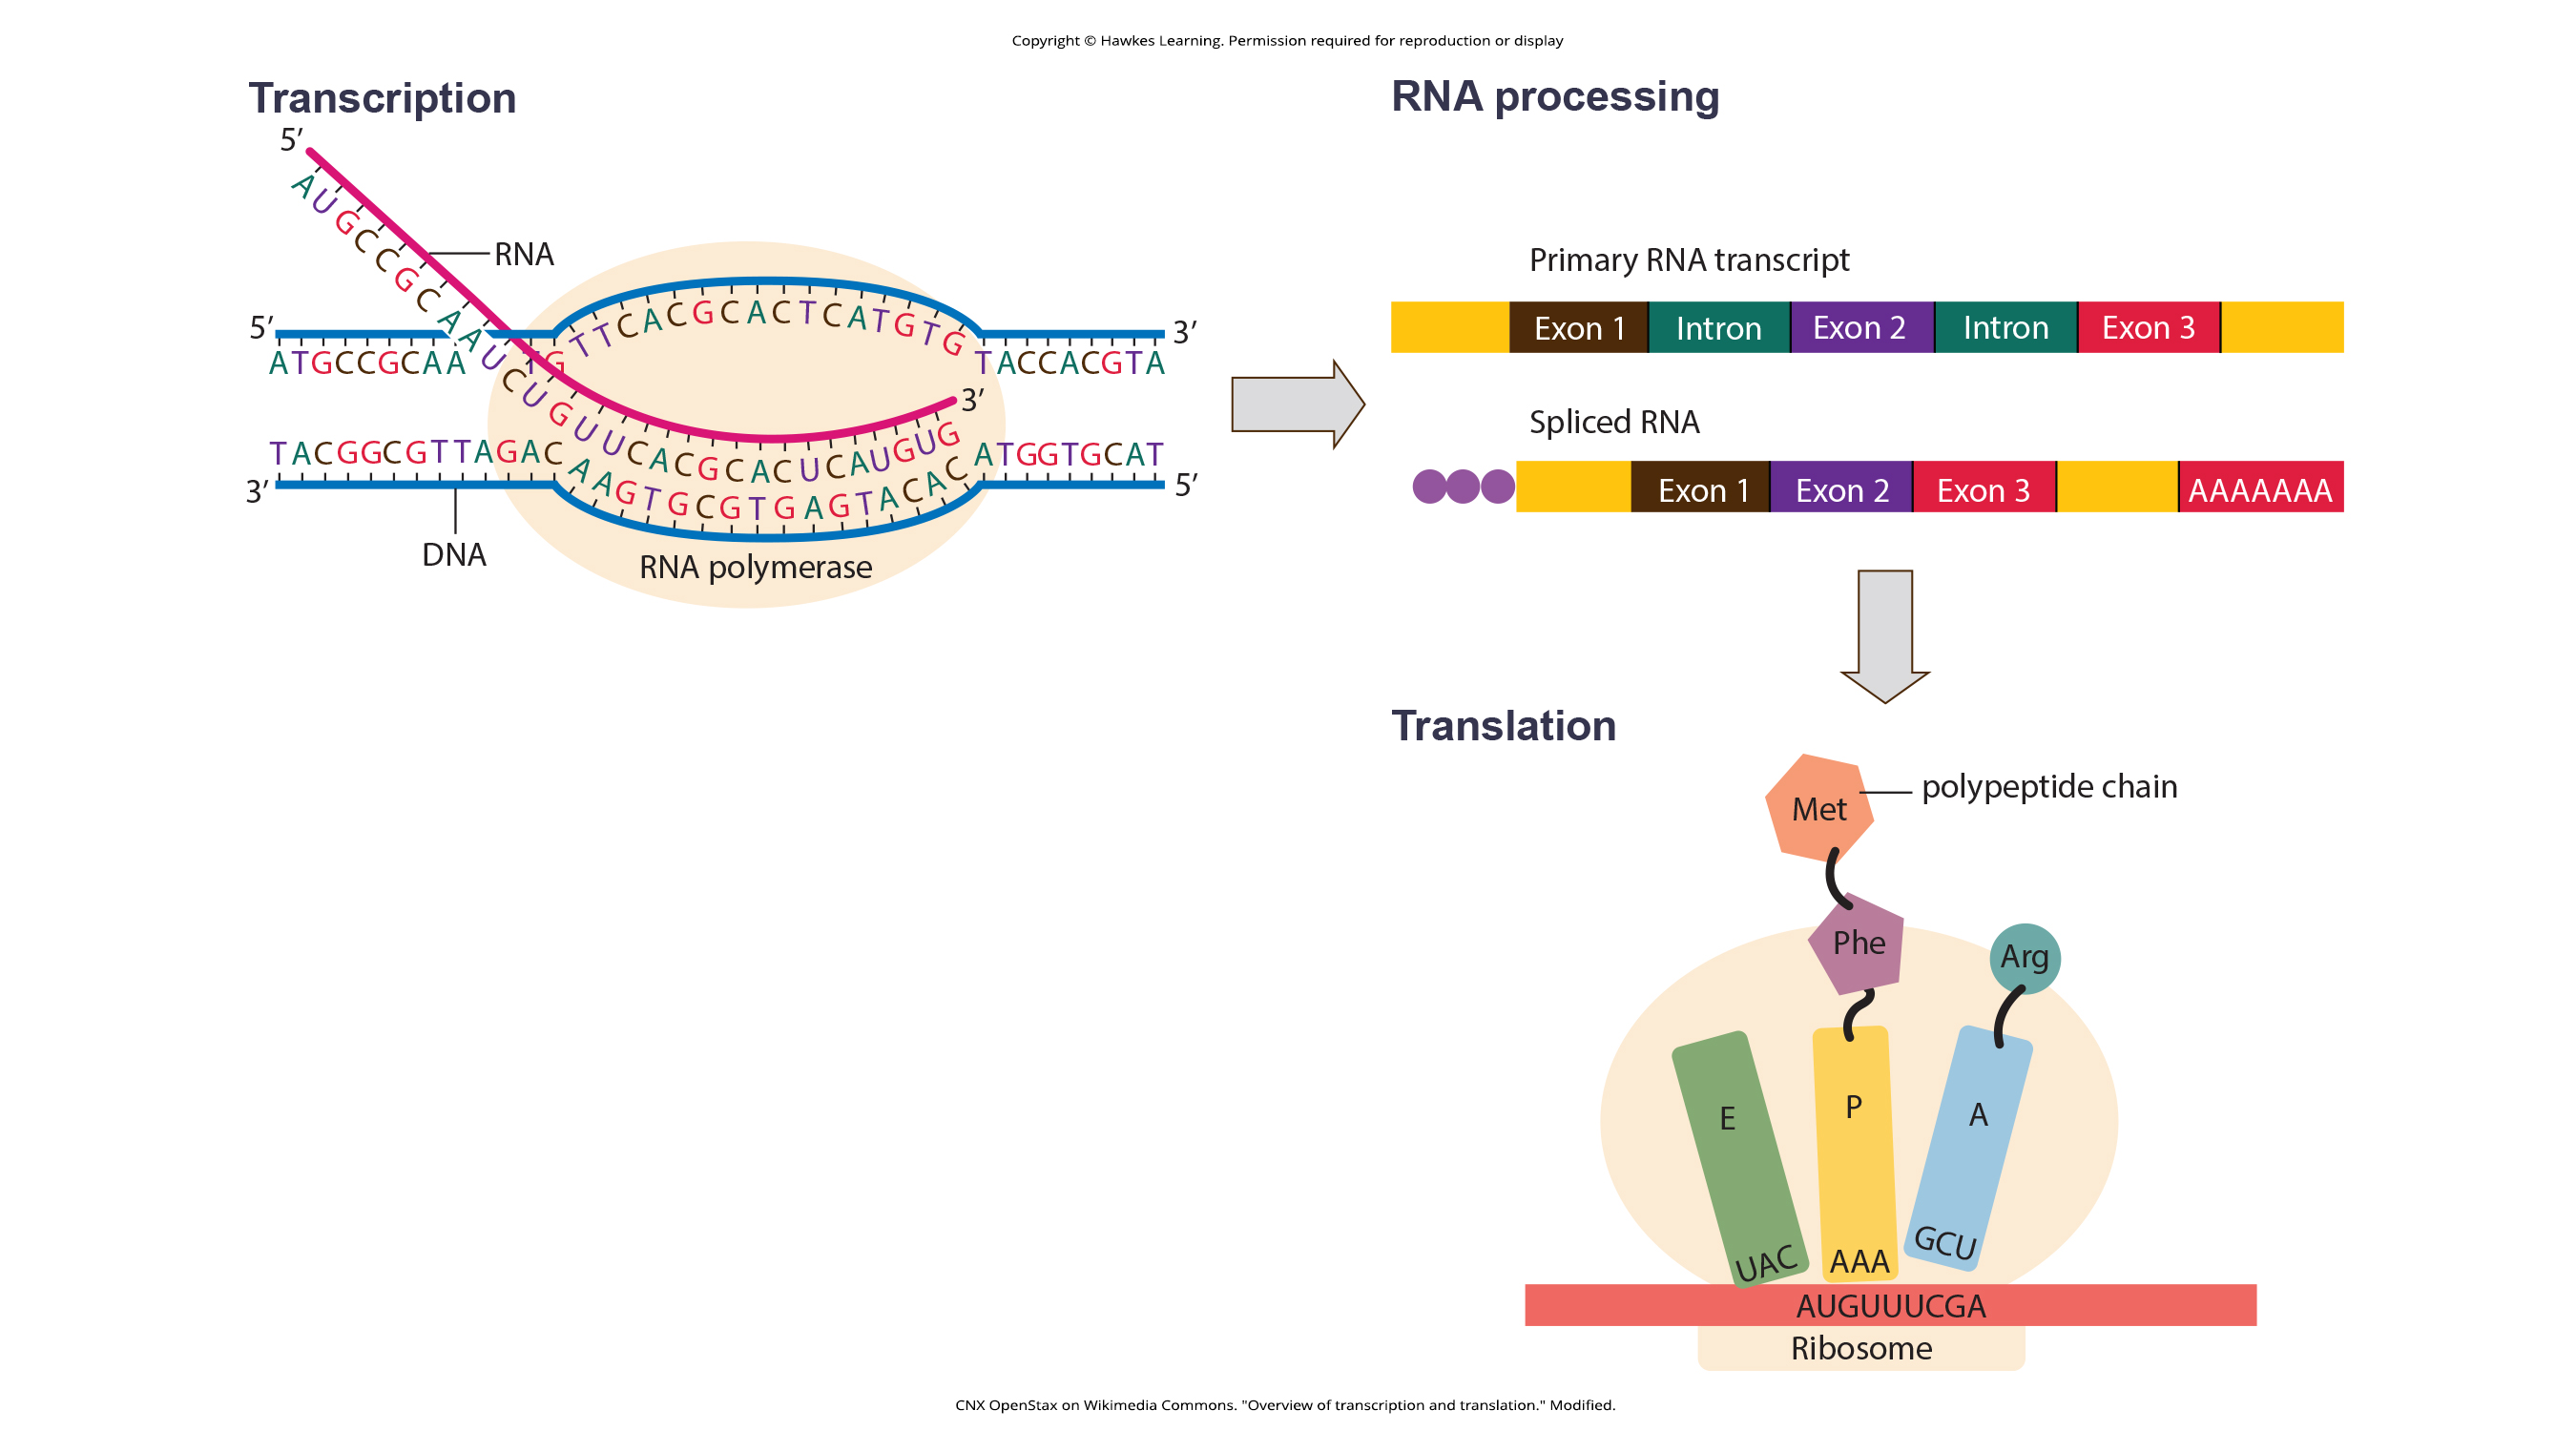 Copyright © Hawkes Learning. Permission required for reproduction or display
Transcription
5’
AUGCCGCAAUCUGUUCACGCACUCAUGUG
RNA
3’
5’
ATGCCGCAA
TG
TTCACGCACTCATGTG
TACCACGTA
3’
TACGGCGTTAGAC
AAGTGCGTGAGTACAC
ATGGTGCAT
3’
5’
DNA
RNA polymerase
RNA processing
Primary RNA transcript
Exon 1 Intron Exon 2 Intron Exon 3
Spliced RNA
Exon 1 Exon 2 Exon 3 AAAAAAA
Translation
Met
polypeptide chain
Phe
Arg
E P A
UAC AAA GCU
AUGUUUCGA
Ribosome
CNX OpenStax on Wikimedia Commons. "Overview of transcription and translation." Modified.